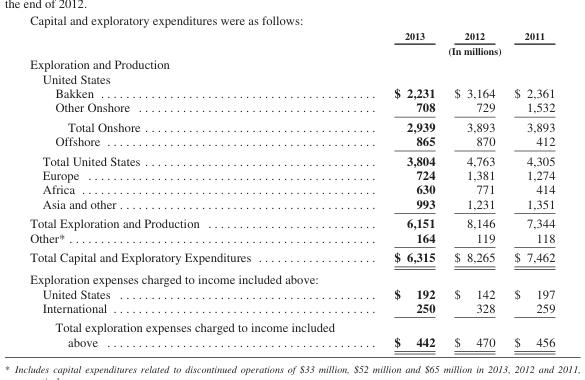 the end of 2012.
Capital and exploratory expenditures were as follows:
2013 2012 2011
(In millions)
Exploration and Production
United States
Bakken . . . . . . . . . . . . . . . . . . . . $ 2,231 $ 3,164 $ 2,361
Other Onshore . . . . . . . . . . . . . . . . . . . . 708 729 1,532
Total Onshore . . . . . . . . . . . . . . . . . . . . 2,939 3,893 3,893
Offshore . . . . . . . . . . . . . . . . . . . . 865 870 412
Total United States . . . . . . . . . . . . . . . . . . . . 3,804 4,763 4,305
Europe . . . . . . . . . . . . . . . . . . . . 724 1,381 1,274
Africa . . . . . . . . . . . . . . . . . . . . 630 771 414
Asia and other . . . . . . . . . . . . . . . . . . . . 993 1,231 1,351
Total Exploration and Production . . . . . . . . . . . . . . . . . . . . 6,151 8,146 7,344
Other* . . . . . . . . . . . . . . . . . . . . 164 119 118
Total Capital and Exploratory Expenditures . . . . . . . . . . . . . . . . . . . . $ 6,315 $ 8,265 $ 7,462
Exploration expenses charged to income included above:
United States . . . . . . . . . . . . . . . . . . . . $ 192 $ 142 $ 197
International . . . . . . . . . . . . . . . . . . . . 250 328 259
Total exploration expenses charged to income included
above . . . . . . . . . . . . . . . . . . . . $ 442 $ 470 $ 456
* Includes capital expenditures related to discontinued operations of $33 million, $52 million and $65 million in 2013, 2012 and 2011,